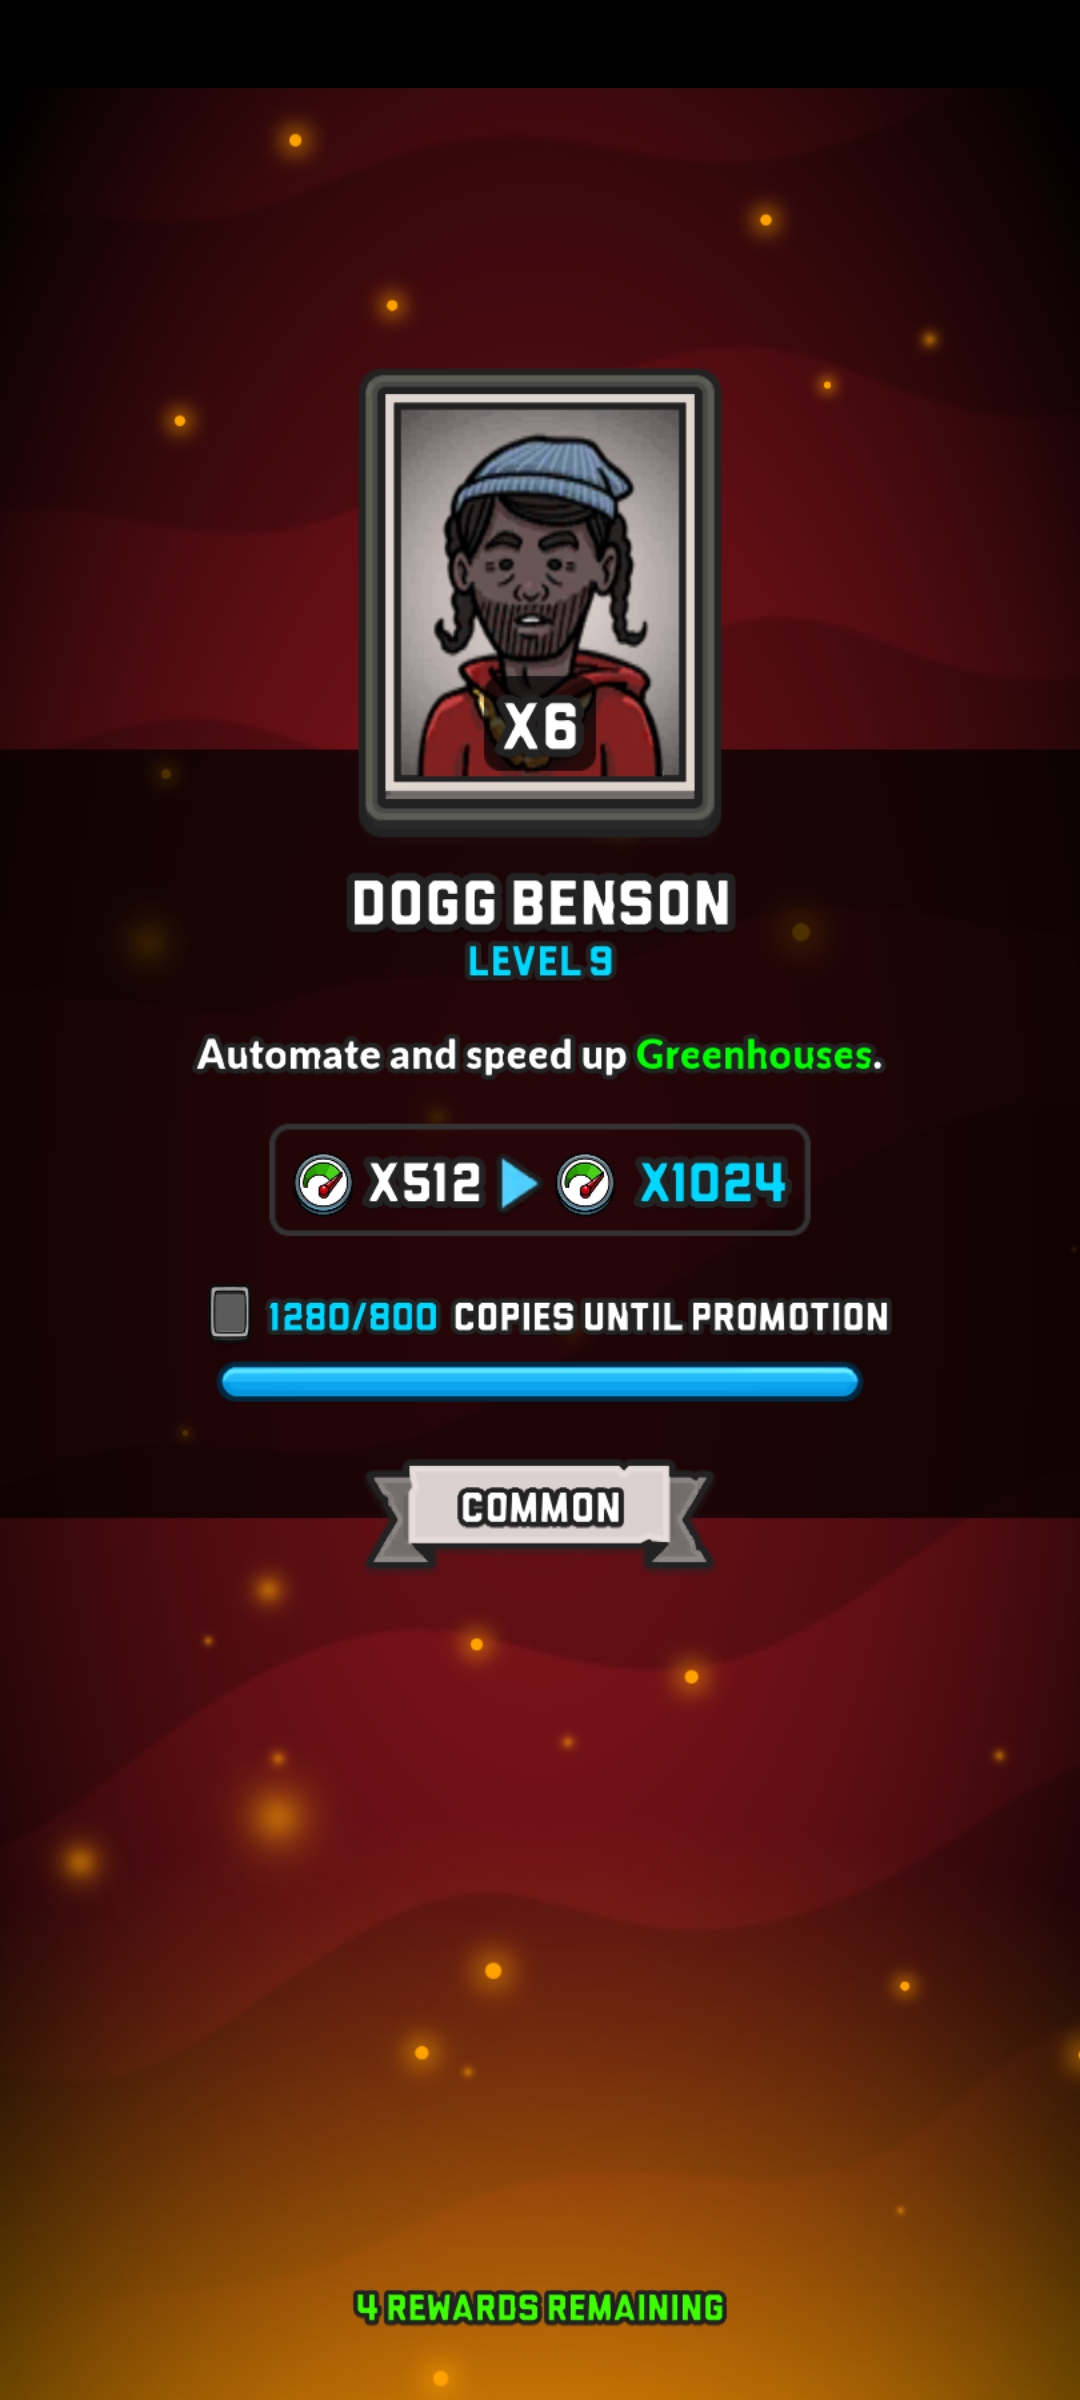 X6
DOGG BENSON
LEVEL 9
Automate and speed up Greenhouses.
X512 X1024
1280/800 COPIES UNTIL PROMOTION
COMMON
4 REWARDS REMAINING